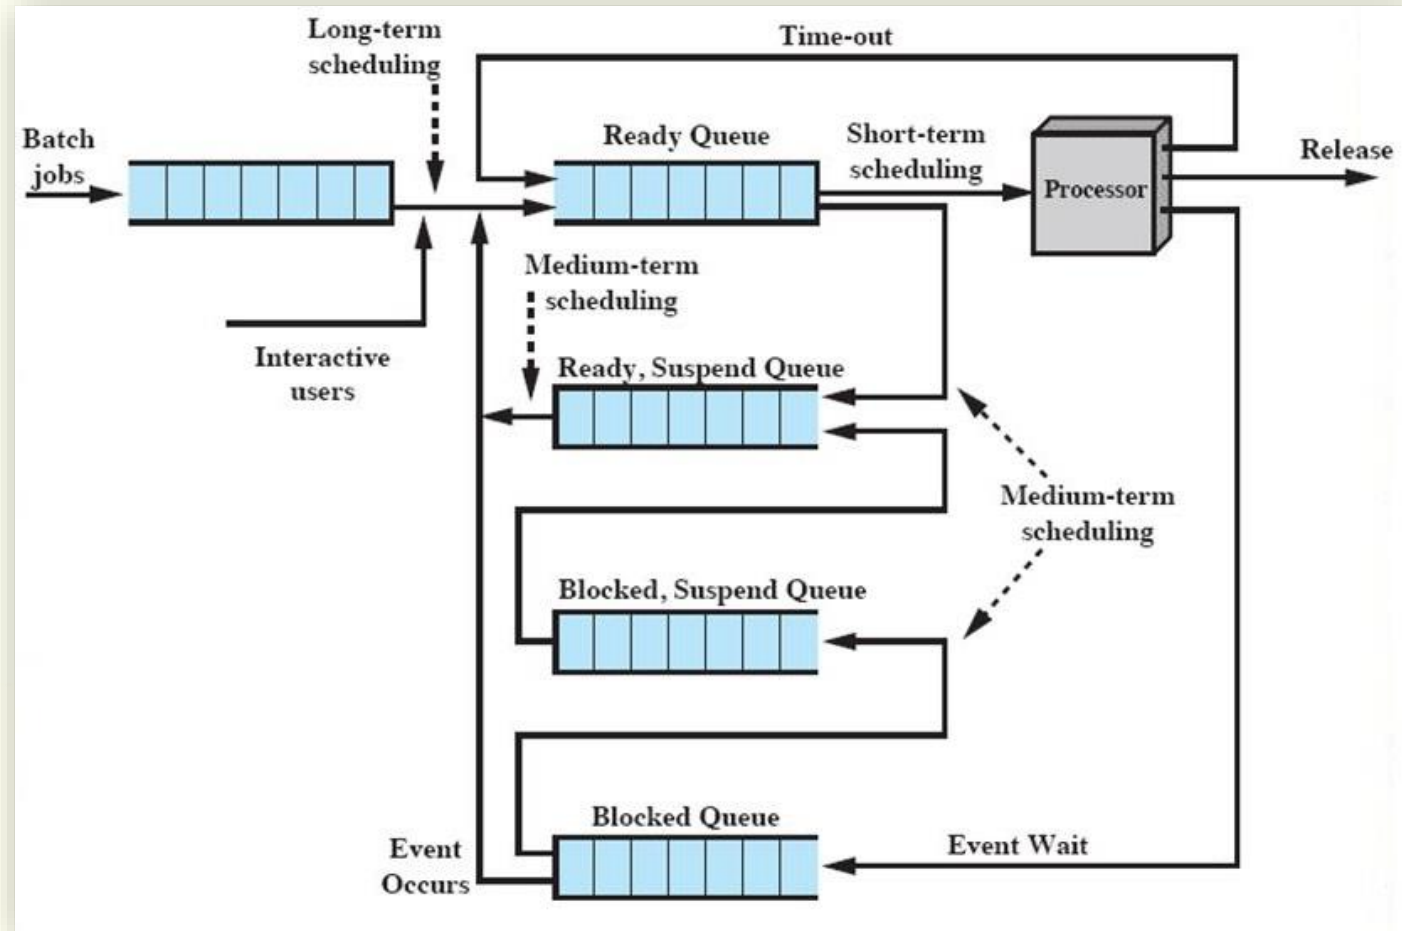 Long-term
scheduling
Time-out
Batch
jobs
Ready Queue
Short-term
scheduling
Processor
Release
Medium-term
scheduling
Interactive
users
Ready, Suspend Queue
Medium-term
scheduling
Blocked, Suspend Queue
Blocked Queue
Event
Occurs
Event Wait